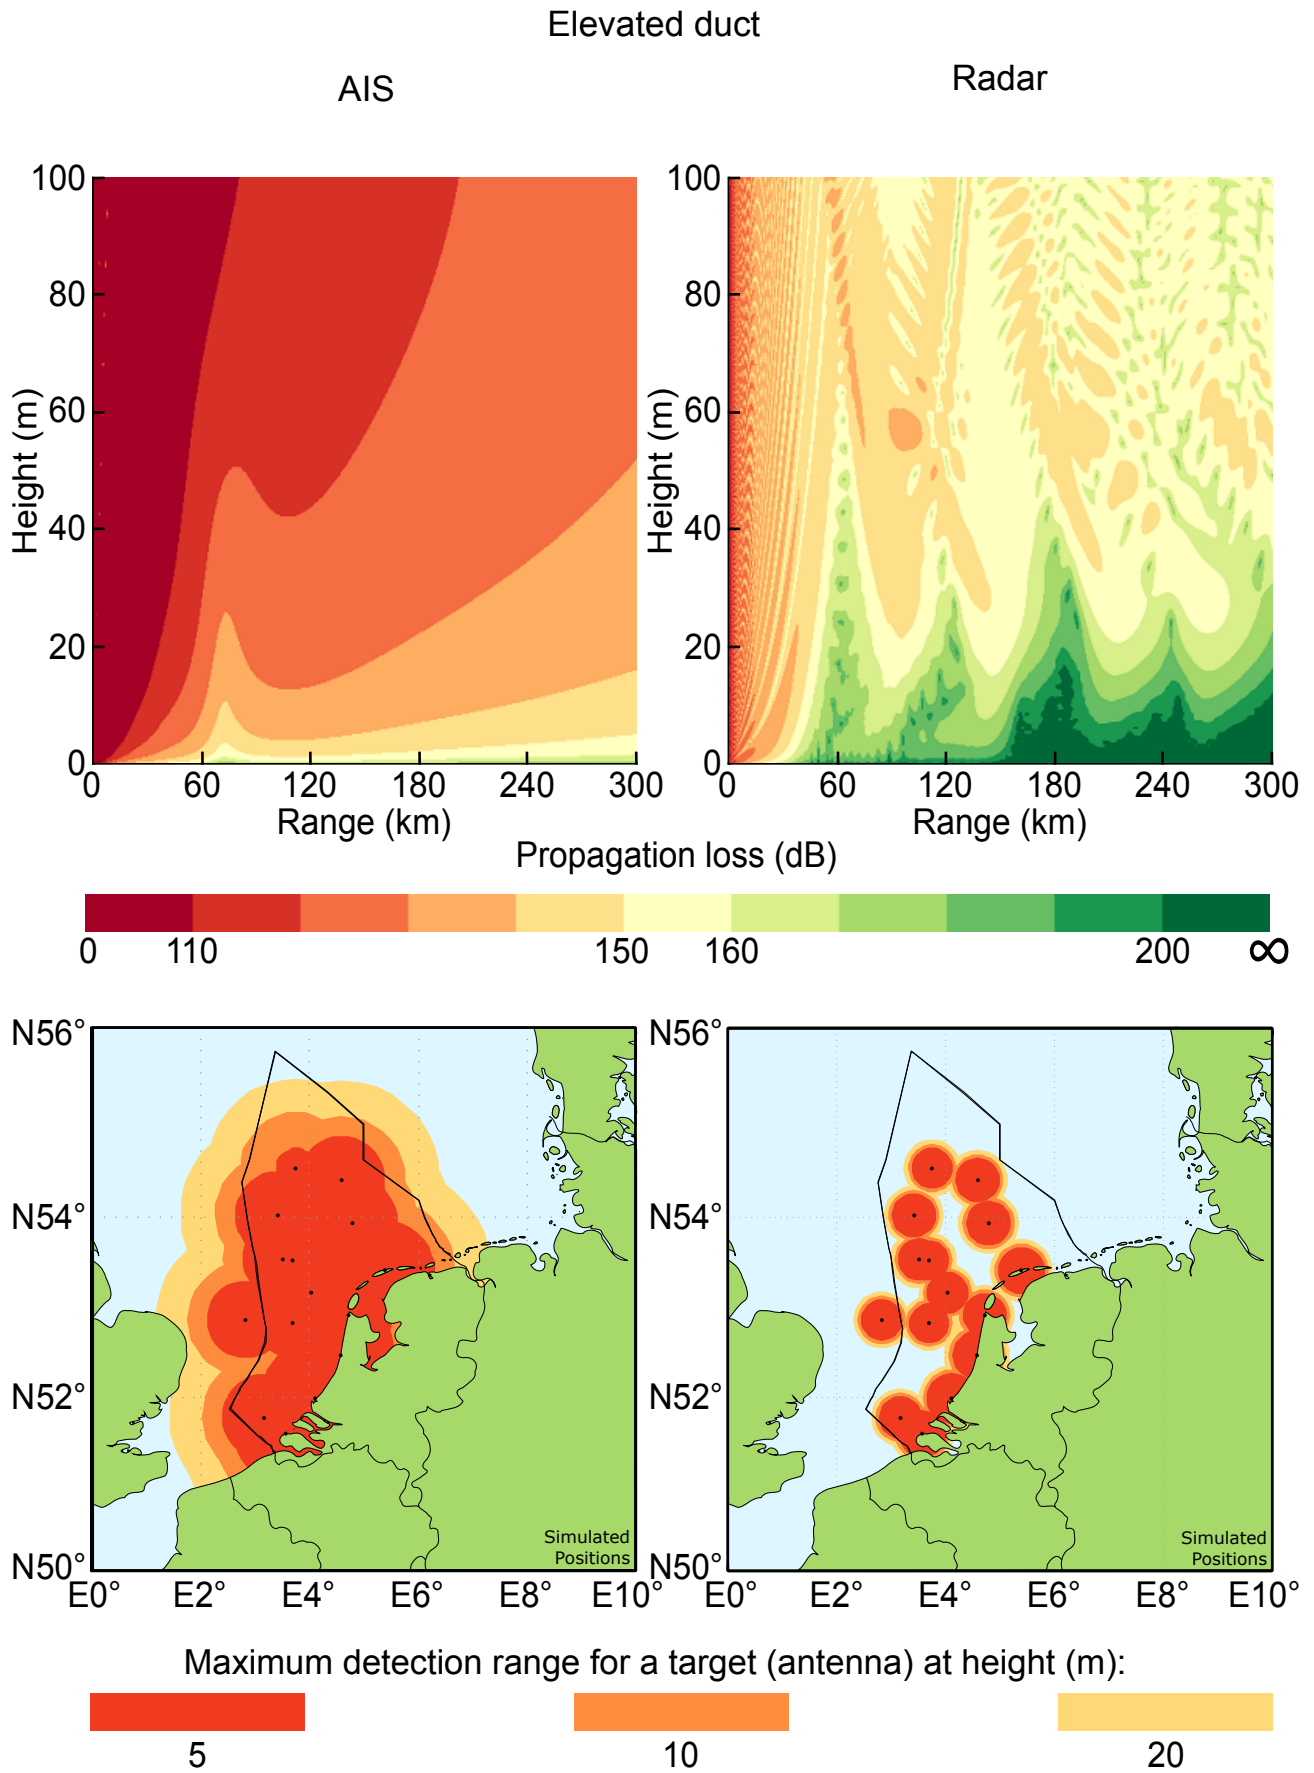 Elevated duct
AIS
Radar
100
80
60
40
20
0
Height (m)
0 60 120 180 240 300
Range (km)
100
80
60
40
20
0
Height (m)
0 60 120 180 240 300
Range (km)
Propagation loss (dB)
0 110 150 160 200 ∞
N56°
N54°
N52°
N50°
E0° E2° E4° E6° E8° E10°
Simulated
Positions
N56°
N54°
N52°
N50°
E0° E2° E4° E6° E8° E10°
Simulated
Positions
Maximum detection range for a target (antenna) at height (m):
5 10 20